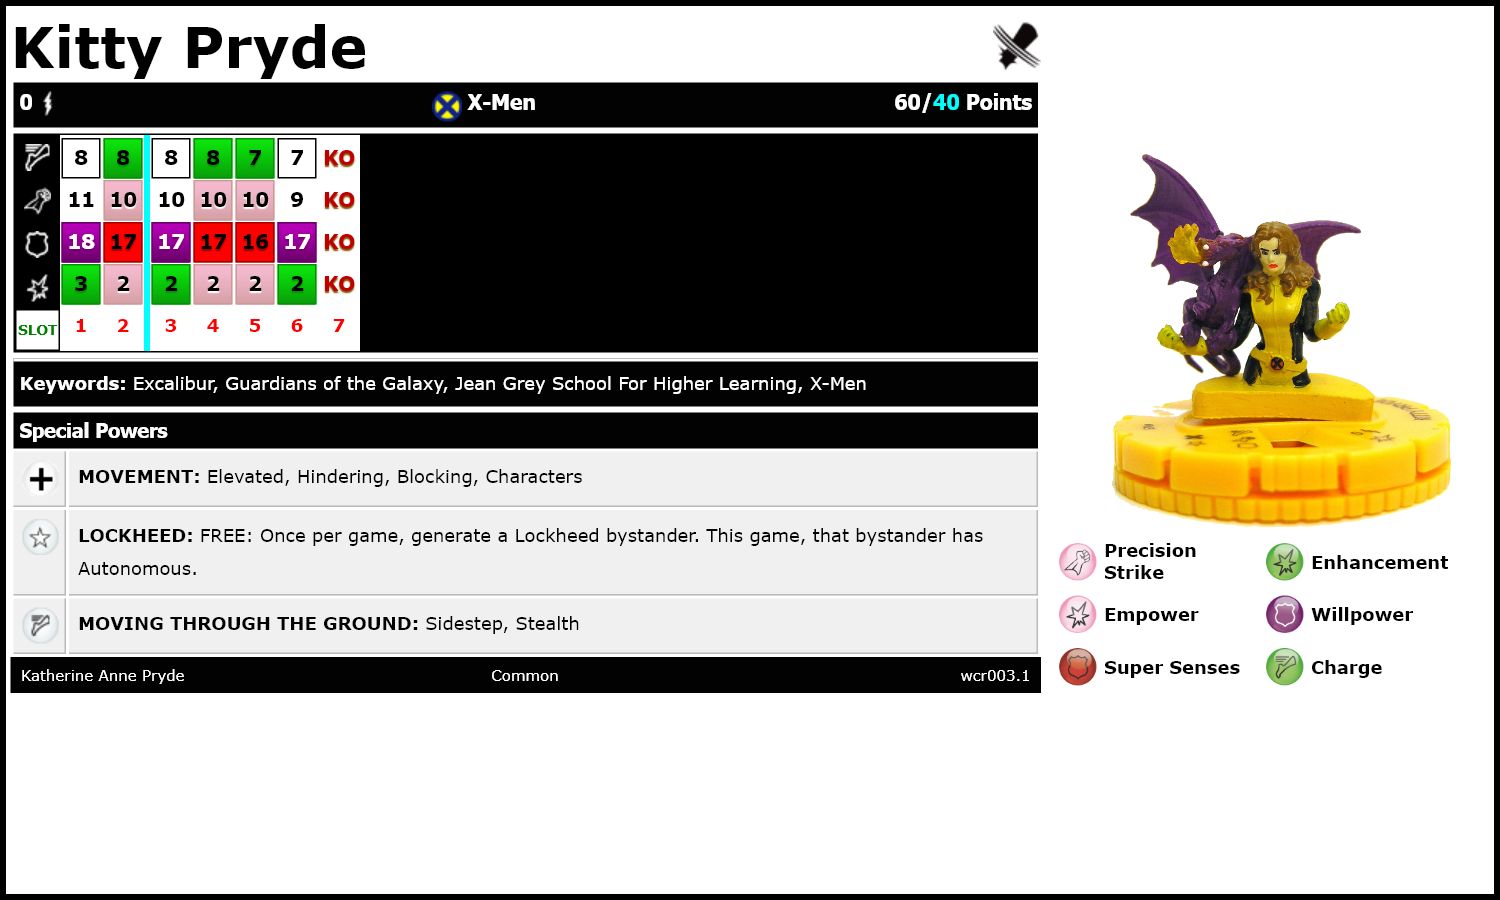 Kitty Pryde
0 X-Men 60/40 Points
8 8 8 8 7 7 KO
11 10 10 10 10 9 KO
18 17 17 17 16 17 KO
3 2 2 2 2 2 KO
SLOT 1 2 3 4 5 6 7
Keywords: Excalibur, Guardians of the Galaxy, Jean Grey School For Higher Learning, X-Men
Special Powers
MOVEMENT: Elevated, Hindering, Blocking, Characters
LOCKHEED: FREE: Once per game, generate a Lockheed bystander. This game, that bystander has
Autonomous.
MOVING THROUGH THE GROUND: Sidestep, Stealth
Katherine Anne Pryde Common wcr003.1
Precision
Strike
Enhancement
Empower
Willpower
Super Senses
Charge